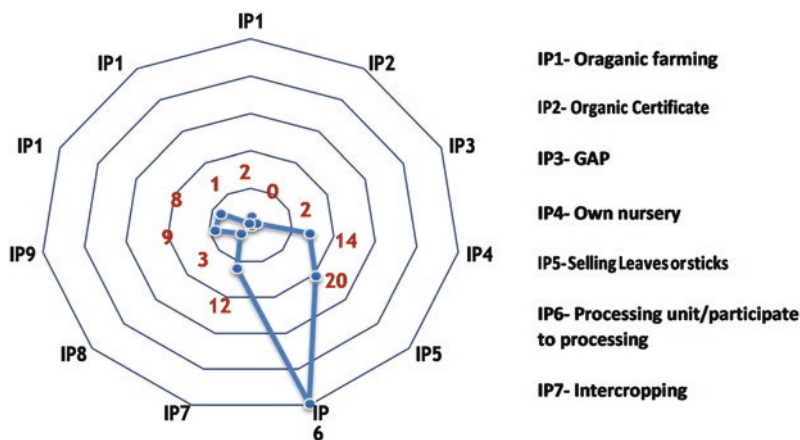 IP1
IP2
IP3
IP4
IP5
IP
6
IP7
IP8
IP9
IP1
IP1
2
0
2
14
20
12
3
9
8
1
IP1- Oraganic farming
IP2- Organic Certificate
IP3- GAP
IP4- Own nursery
IP5-Selling Leavesorsticks
IP6- Processing unit/participate
to processing
IP7- Intercropping